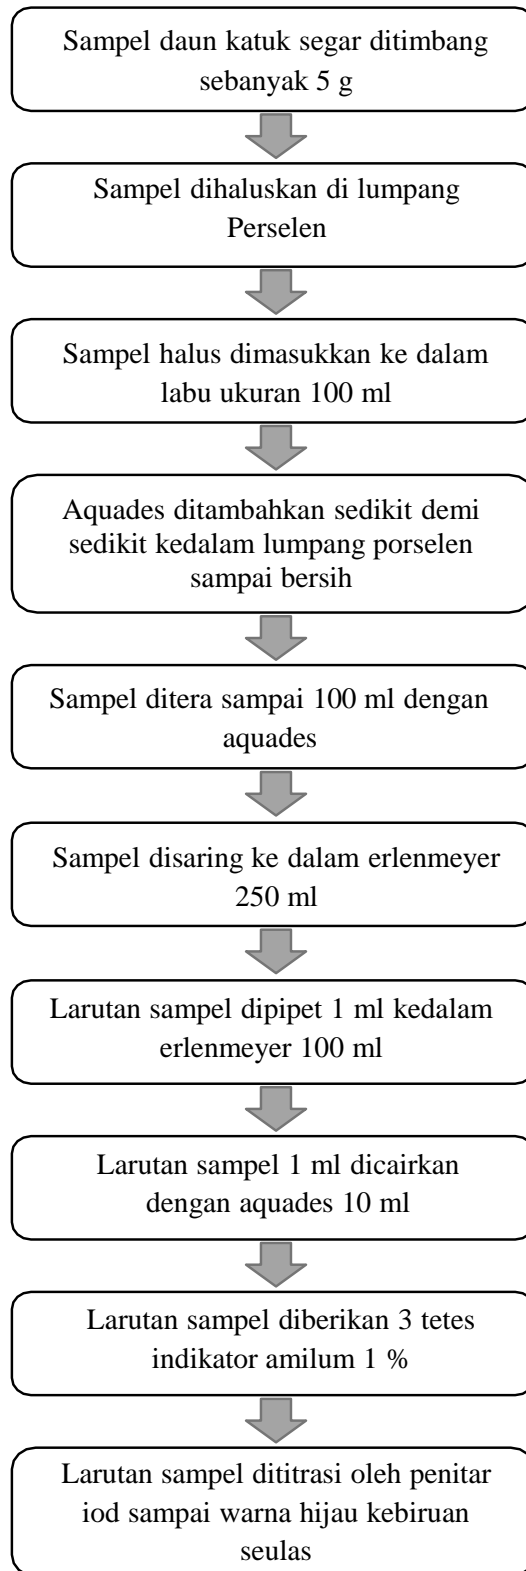 Sampel daun katuk segar ditimbang
sebanyak 5 g
Sampel dihaluskan di lumpang
Perselen
Sampel halus dimasukkan ke dalam
labu ukuran 100 ml
Aquades ditambahkan sedikit demi
sedikit kedalam lumpang porselen
sampai bersih
Sampel ditera sampai 100 ml dengan
aquades
Sampel disaring ke dalam erlenmeyer
250 ml
Larutan sampel dipipet 1 ml kedalam
erlenmeyer 100 ml
Larutan sampel 1 ml dicairkan
dengan aquades 10 ml
Larutan sampel diberikan 3 tetes
indikator amilum 1 %
Larutan sampel dititrasi oleh penitar
iod sampai warna hijau kebiruan
seulas